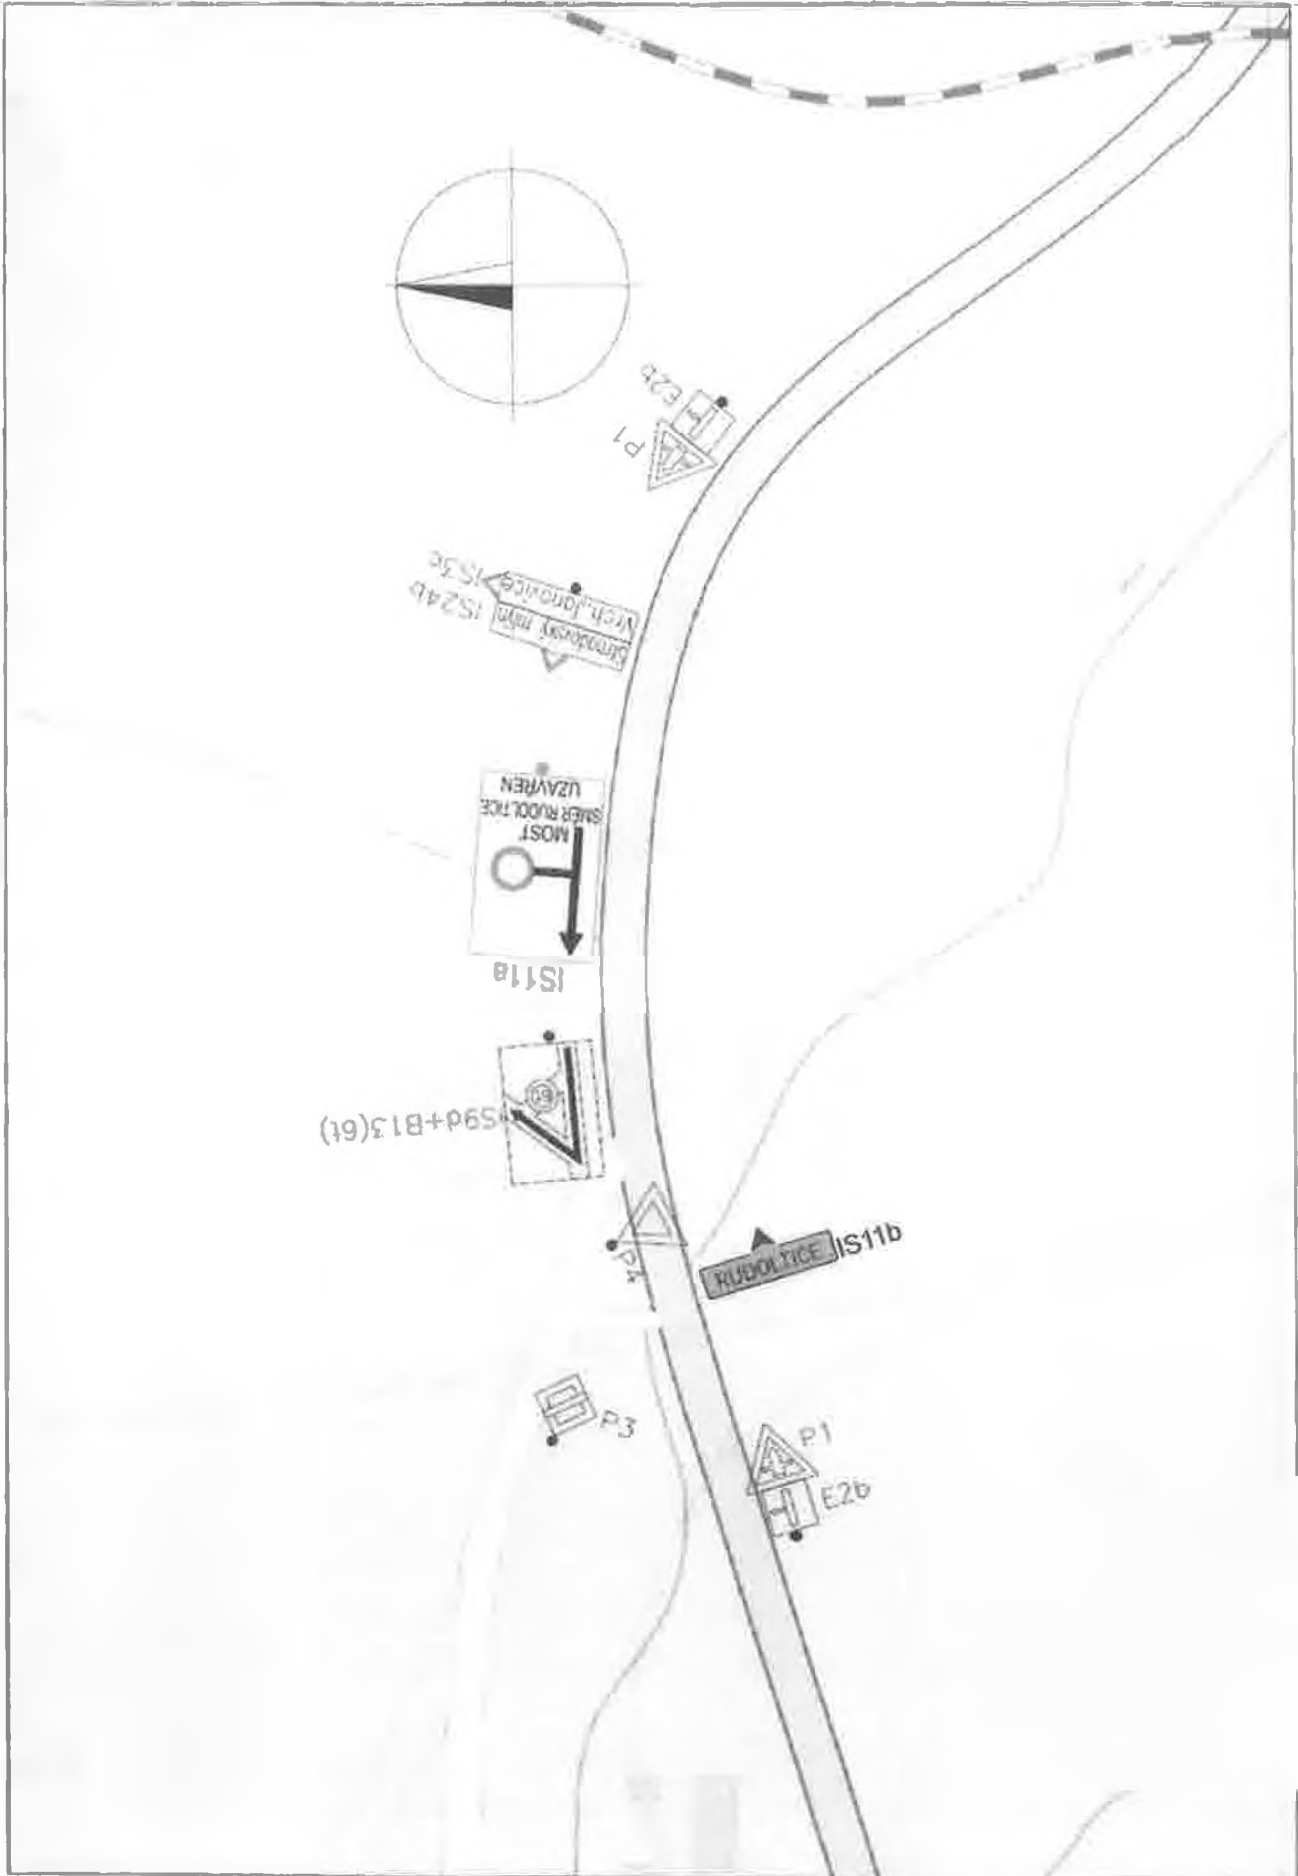 E2b
P1
IS3c
Vrch.Janovice
IS24b
mlýn
UZAVŘEN
SMĚR RUDOLTICE
MOST
IS11a
IS9d+B13(6t)
P4
RUDOLTICE
IS11b
P3
P1
E2b